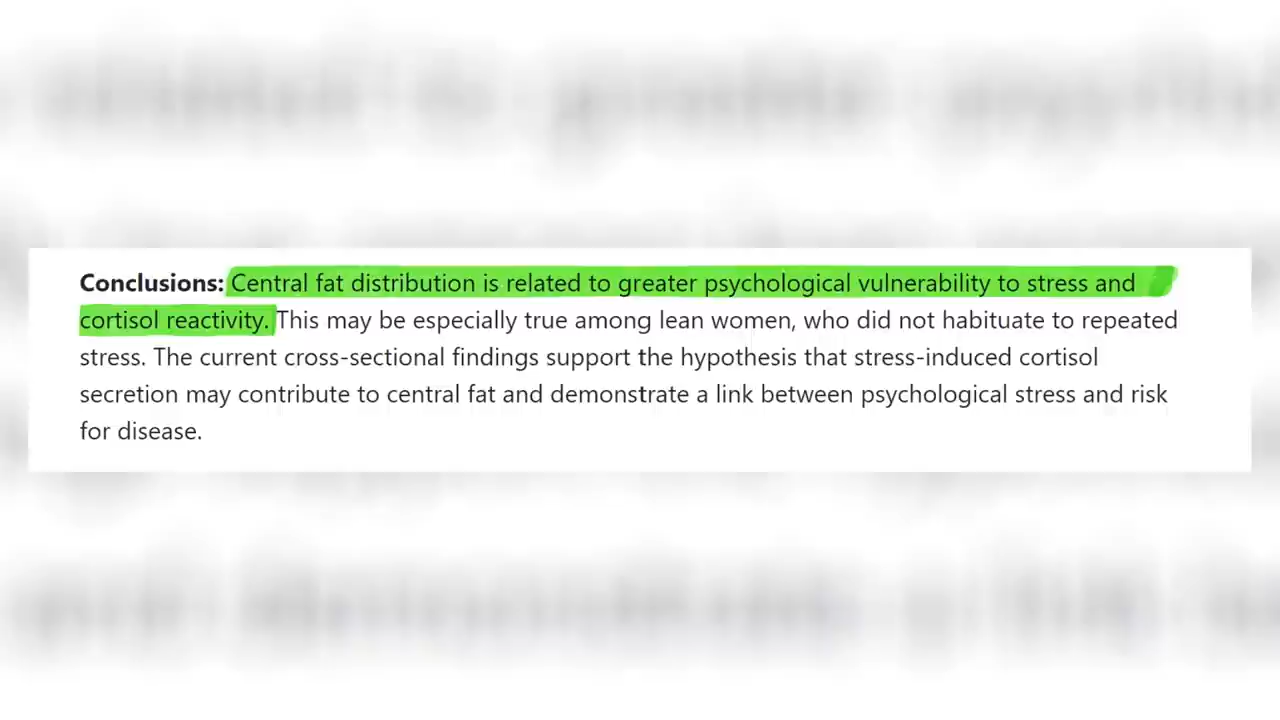 Conclusions: Central fat distribution is related to greater psychological vulnerability to stress and
cortisol reactivity. This may be especially true among lean women, who did not habituate to repeated
stress. The current cross-sectional findings support the hypothesis that stress-induced cortisol
secretion may contribute to central fat and demonstrate a link between psychological stress and risk
for disease.